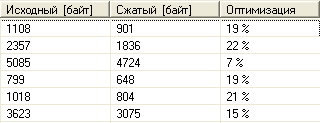 Исходный [байт] Сжатый [байт] Оптимизация
1108 901 19 %
2357 1836 22 %
5085 4724 7 %
799 648 19 %
1018 804 21 %
3623 3075 15 %